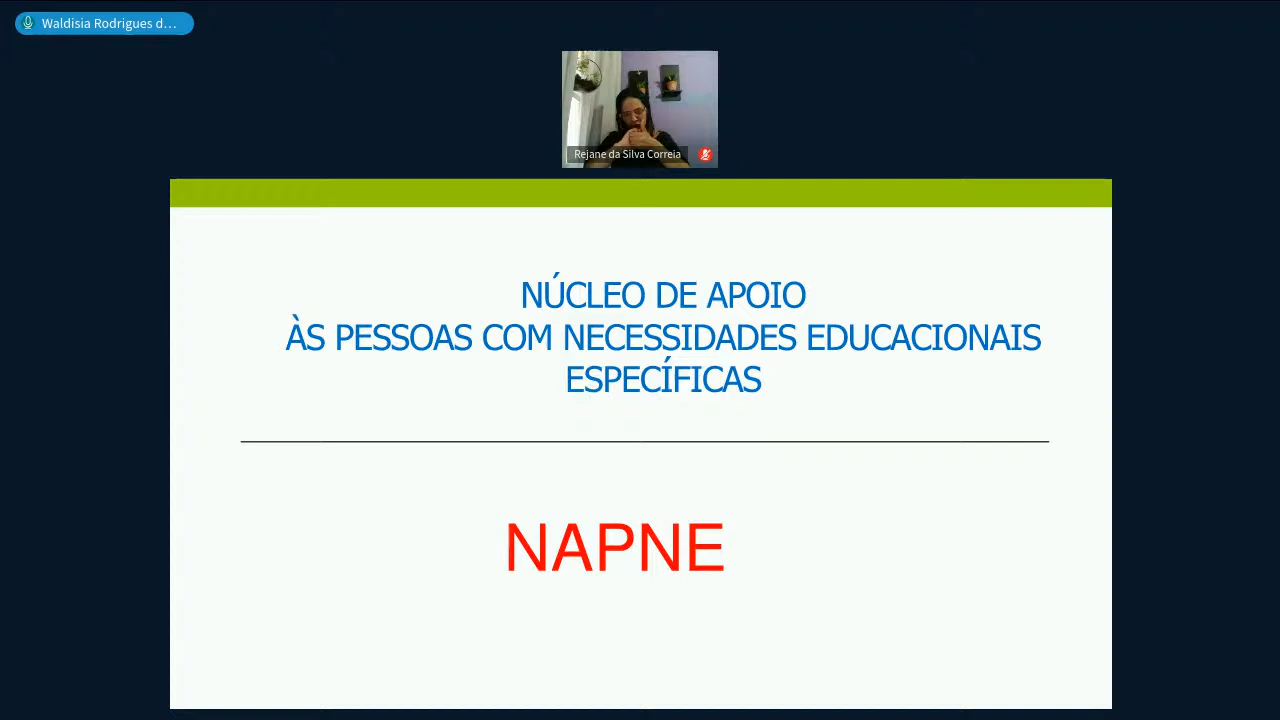 Waldisia Rodrigues d...
Rejane da Silva Correia
NÚCLEO DE APOIO
ÀS PESSOAS COM NECESSIDADES EDUCACIONAIS
ESPECÍFICAS
NAPNE